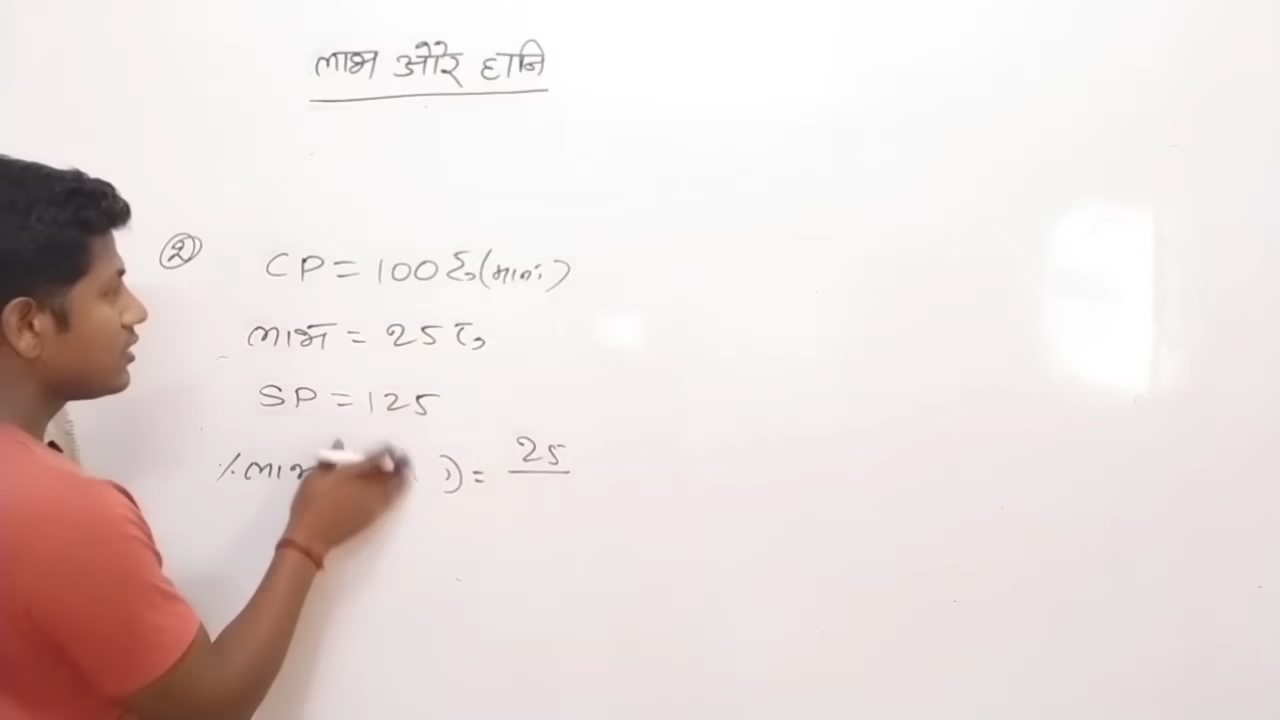 लाभ और हानि
② CP = 100 रु (माना)
लाभ = 25 रु
SP = 125
% लाभ ) = 25